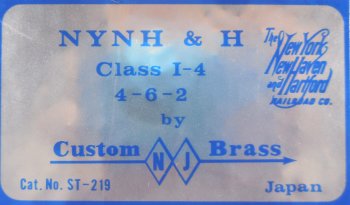 NYNH & H
The New York
New Haven
and Hartford
RAILROAD CO.
Class I-4
4-6-2
by
Custom NJ Brass
Cat. No. ST-219
Japan